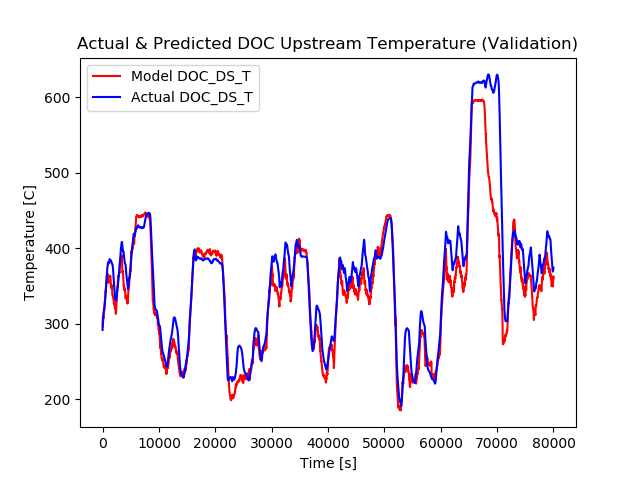 Actual & Predicted DOC Upstream Temperature (Validation)
Model DOC_DS_T
Actual DOC_DS_T
Temperature [C]
600
500
400
300
200
0 10000 20000 30000 40000 50000 60000 70000 80000
Time [s]